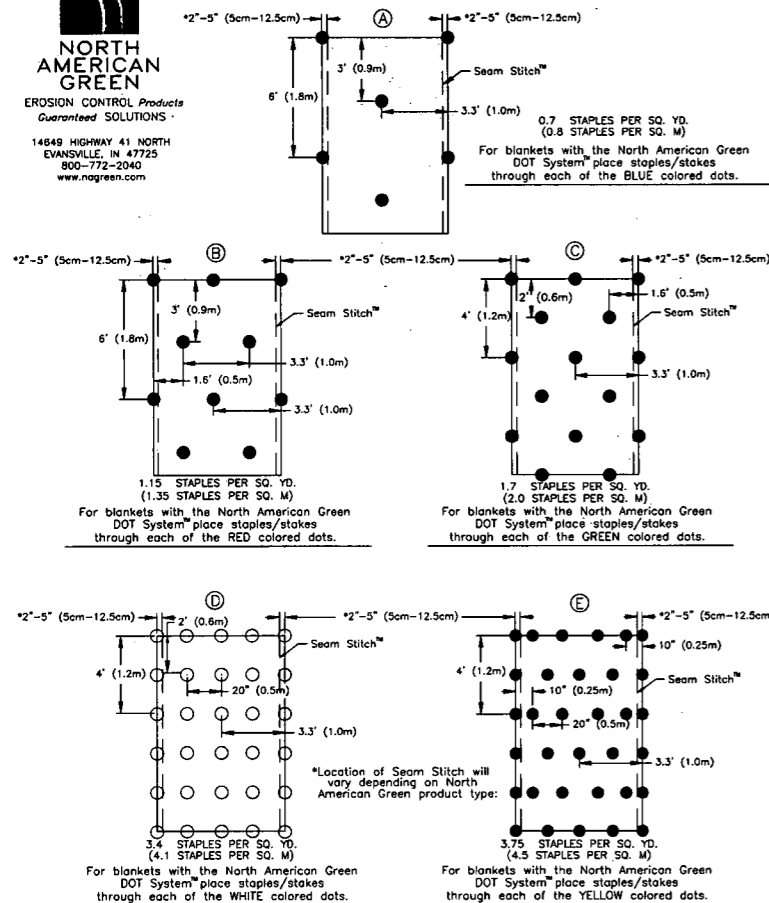 NORTH
AMERICAN
GREEN
EROSION CONTROL Products
Guaranteed SOLUTIONS
14649 HIGHWAY 41 NORTH
EVANSVILLE, IN 47725
800-772-2040
www.nagreen.com
*2"-5" (5cm-12.5cm)
A
*2"-5" (5cm-12.5cm)
3' (0.9m)
6' (1.8m)
Seam Stitch™
3.3' (1.0m)
0.7 STAPLES PER SQ. YD.
(0.8 STAPLES PER SQ. M)
For blankets with the North American Green
DOT System™ place staples/stakes
through each of the BLUE colored dots.
*2"-5" (5cm-12.5cm)
B
*2"-5" (5cm-12.5cm)
3' (0.9m)
6' (1.8m)
Seam Stitch™
3.3' (1.0m)
1.6' (0.5m)
3.3' (1.0m)
1.15 STAPLES PER SQ. YD.
(1.35 STAPLES PER SQ. M)
For blankets with the North American Green
DOT System™ place staples/stakes
through each of the RED colored dots.
C
*2"-5" (5cm-12.5cm)
2' (0.6m)
1.6' (0.5m)
4' (1.2m)
Seam Stitch™
3.3' (1.0m)
1.7 STAPLES PER SQ. YD.
(2.0 STAPLES PER SQ. M)
For blankets with the North American Green
DOT System™ place staples/stakes
through each of the GREEN colored dots.
*2"-5" (5cm-12.5cm)
D
*2"-5" (5cm-12.5cm)
2' (0.6m)
Seam Stitch™
4' (1.2m)
20" (0.5m)
3.3' (1.0m)
3.4 STAPLES PER SQ. YD.
(4.1 STAPLES PER SQ. M)
For blankets with the North American Green
DOT System™ place staples/stakes
through each of the WHITE colored dots.
*Location of Seam Stitch will
vary depending on North
American Green product type:
E
*2"-5" (5cm-12.5cm)
10" (0.25m)
4' (1.2m)
Seam Stitch™
10" (0.25m)
20" (0.5m)
3.3' (1.0m)
3.75 STAPLES PER SQ. YD.
(4.5 STAPLES PER SQ. M)
For blankets with the North American Green
DOT System™ place staples/stakes
through each of the YELLOW colored dots.